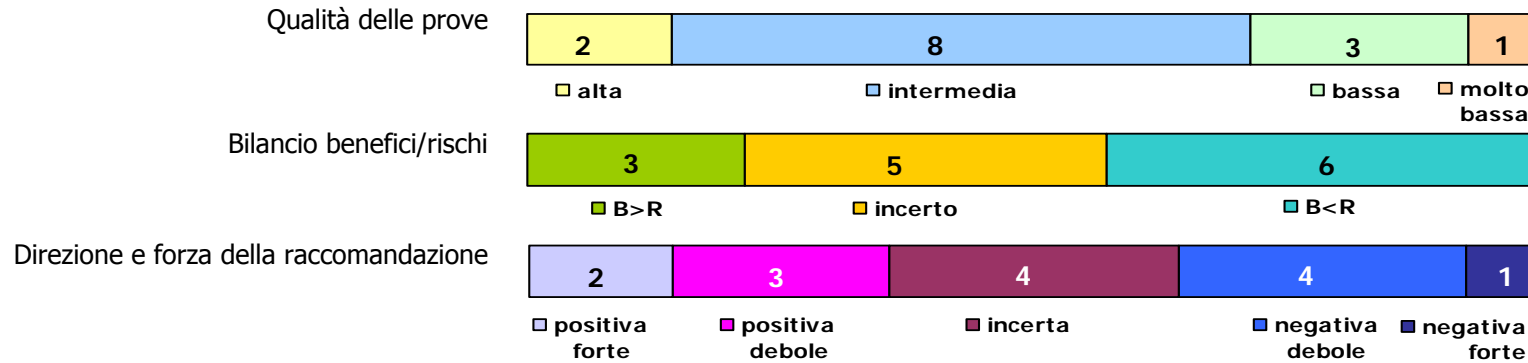 Qualità delle prove
2 8 3 1
alta intermedia bassa molto
bassa
Bilancio benefici/rischi
3 5 6
B>R incerto B<R
Direzione e forza della raccomandazione
2 3 4 4 1
positiva positiva incerta negativa negativa
forte debole debole forte